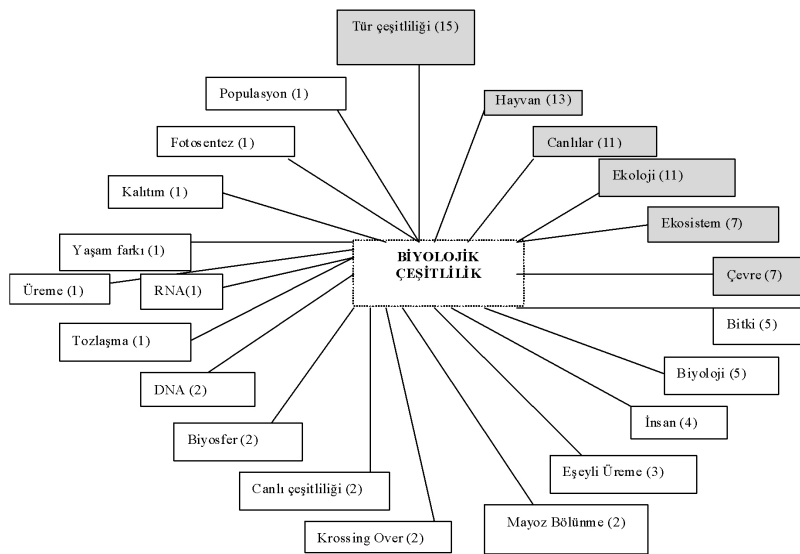 Tür çeşitliliği (15)
Populasyon (1)
Hayvan (13)
Fotosentez (1)
Canlılar (11)
Ekoloji (11)
Kalıtım (1)
Ekosistem (7)
Yaşam farkı (1)
BİYOLOJİK
ÇEŞİTLİLİK
Çevre (7)
Üreme (1)
RNA(1)
Bitki (5)
Tozlaşma (1)
Biyoloji (5)
DNA (2)
İnsan (4)
Biyosfer (2)
Eşeyli Üreme (3)
Canlı çeşitliliği (2)
Mayoz Bölünme (2)
Krossing Over (2)